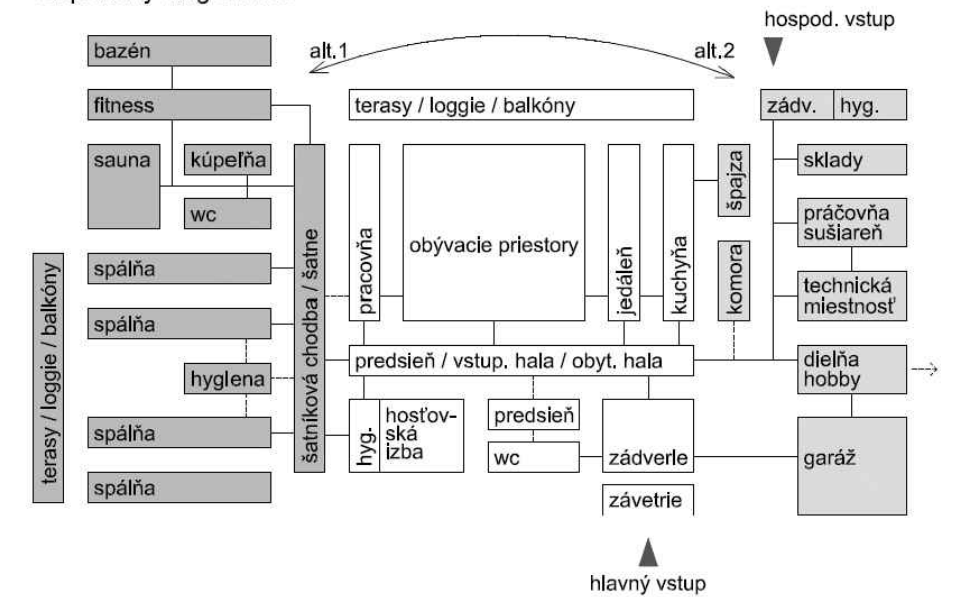 hospod. vstup
bazén
alt.1
alt.2
fitness
terasy / loggie / balkóny
zádv.
hyg.
sauna
kúpeľňa
wc
šatníková chodba / šatne
pracovňa
obývacie priestory
jedáleň
kuchyňa
špajza
komora
sklady
práčovňa
sušiareň
technická
miestnosť
terasy / loggie / balkóny
spálňa
spálňa
hyglena
spálňa
spálňa
predsieň / vstup. hala / obyt. hala
dielňa
hobby
hyg.
hosťov-
ská
izba
predsieň
wc
zádverle
garáž
závetrie
hlavný vstup